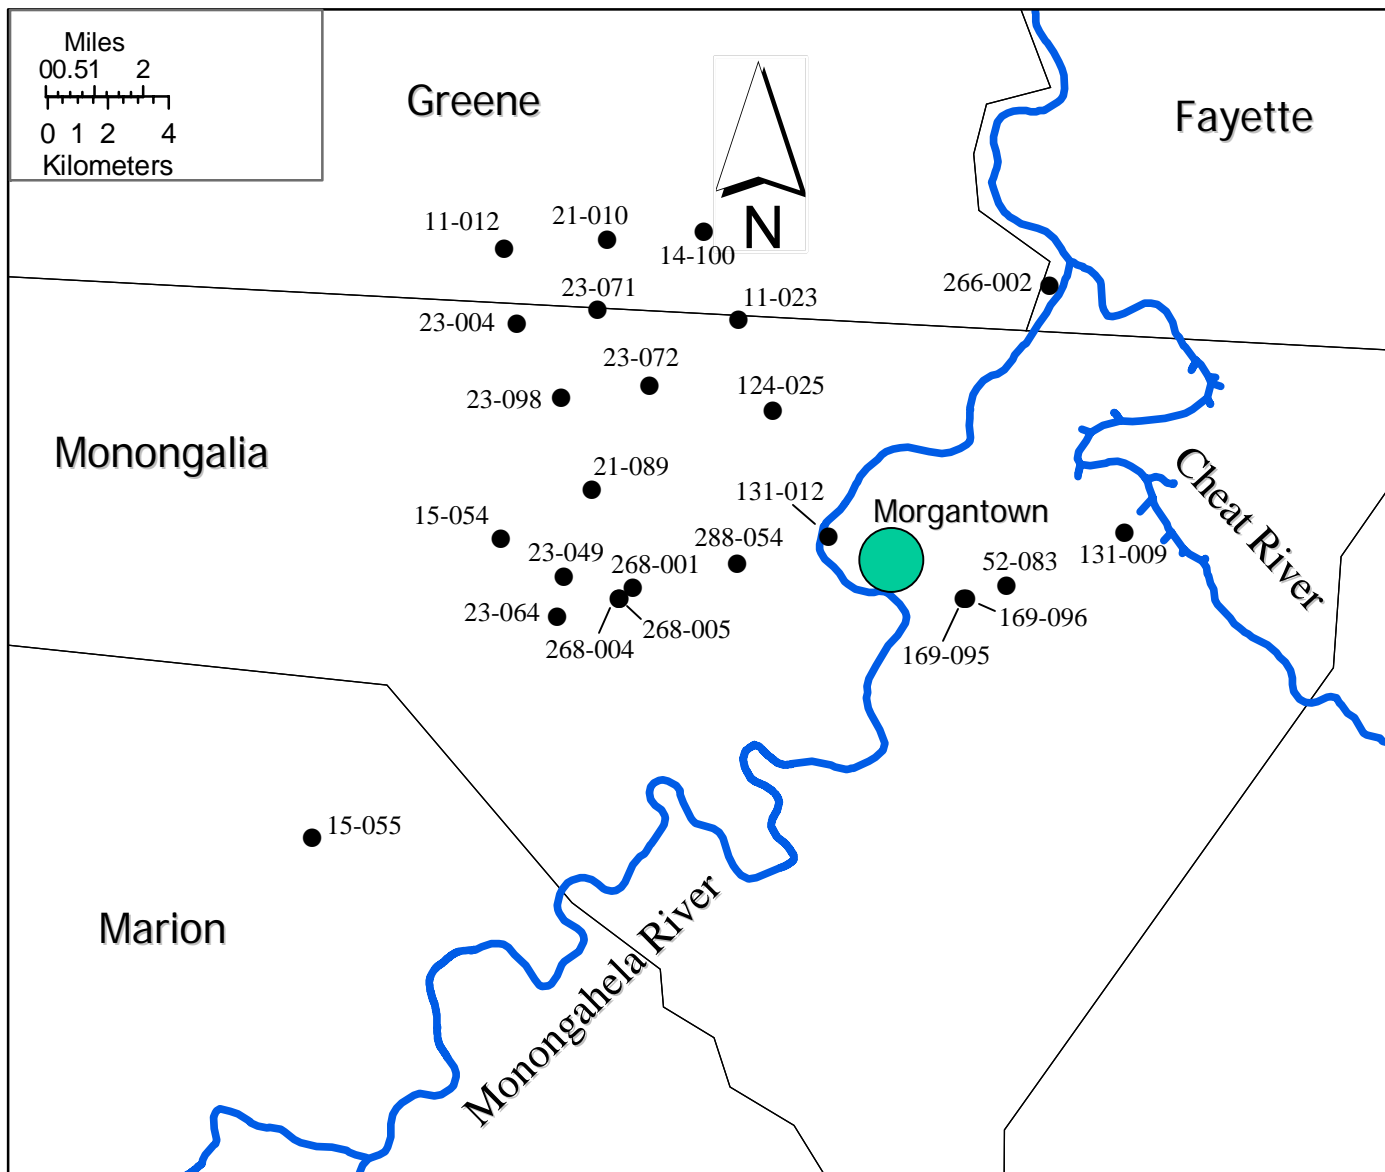 Miles
00.51 2
0 1 2 4
Kilometers
Greene
Fayette
N
11-012
21-010
14-100
23-071
11-023
266-002
23-004
23-072
23-098
124-025
Monongalia
21-089
131-012
15-054
Morgantown
Cheat River
288-054
23-049
268-001
52-083
131-009
23-064
268-004
268-005
169-096
169-095
15-055
Marion
Monongahela River